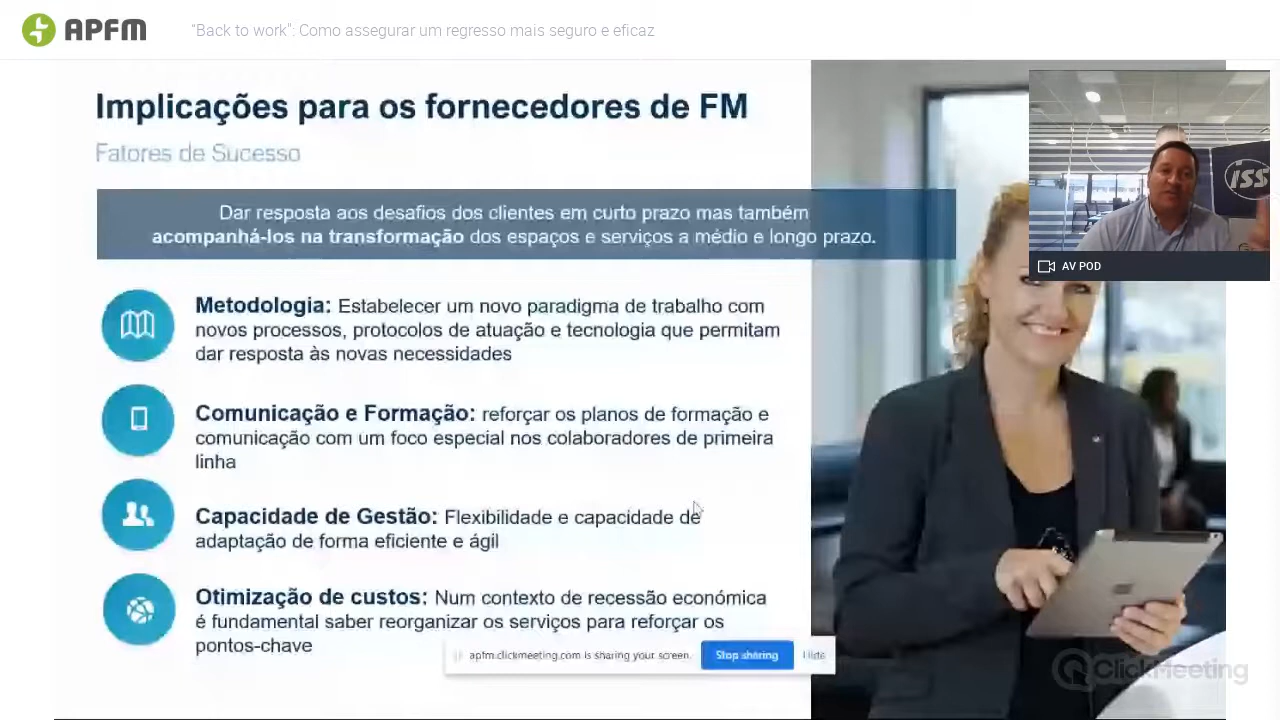 APFM
"Back to work": Como assegurar um regresso mais seguro e eficaz
Implicações para os fornecedores de FM
Fatores de Sucesso
Dar resposta aos desafios dos clientes em curto prazo mas também
acompanhá-los na transformação dos espaços e serviços a médio e longo prazo.
iss
AV POD
Metodologia: Estabelecer um novo paradigma de trabalho com
novos processos, protocolos de atuação e tecnologia que permitam
dar resposta às novas necessidades
Comunicação e Formação: reforçar os planos de formação e
comunicação com um foco especial nos colaboradores de primeira
linha
Capacidade de Gestão: Flexibilidade e capacidade de
adaptação de forma eficiente e ágil
Otimização de custos: Num contexto de recessão económica
é fundamental saber reorganizar os serviços para reforçar os
pontos-chave
apfm.clickmeeting.com is sharing your screen.
Stop sharing
Hide
ClickMeeting